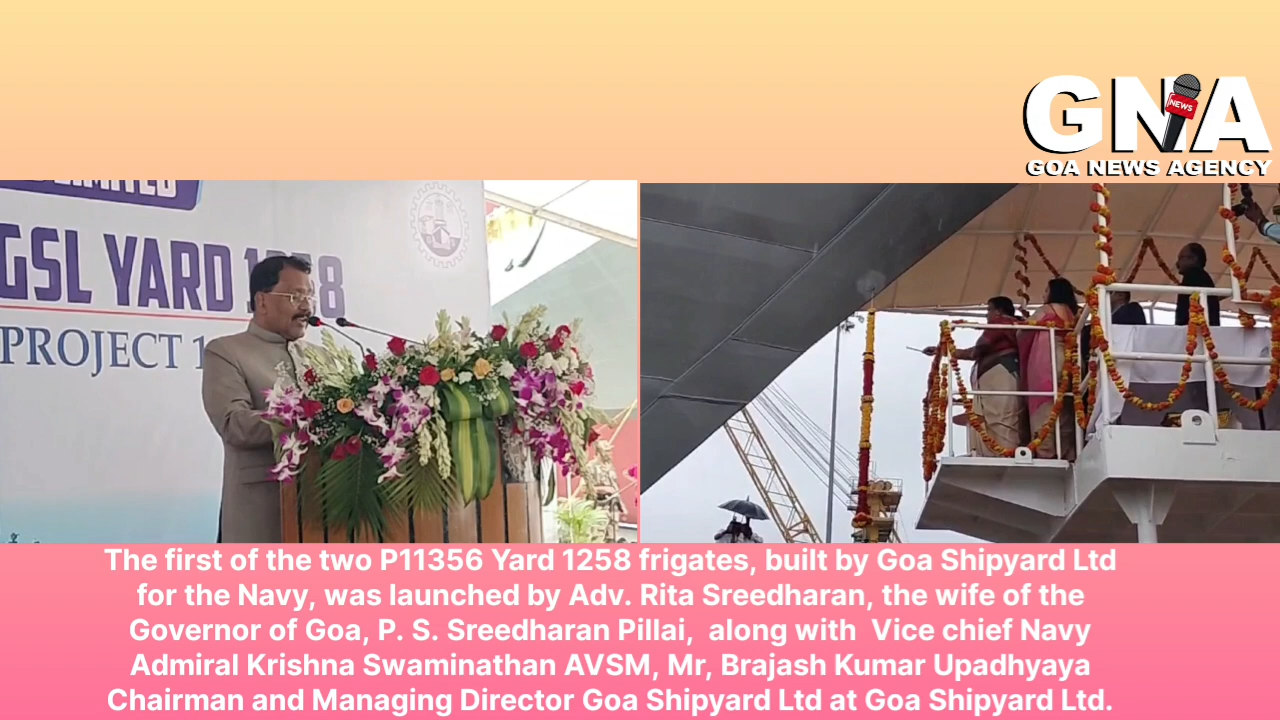 GNA
NEWS
GOA NEWS AGENCY
LIMITED
GSL YARD 1258
PROJECT 1
The first of the two P11356 Yard 1258 frigates, built by Goa Shipyard Ltd
for the Navy, was launched by Adv. Rita Sreedharan, the wife of the
Governor of Goa, P. S. Sreedharan Pillai, along with Vice chief Navy
Admiral Krishna Swaminathan AVSM, Mr, Brajash Kumar Upadhyaya
Chairman and Managing Director Goa Shipyard Ltd at Goa Shipyard Ltd.